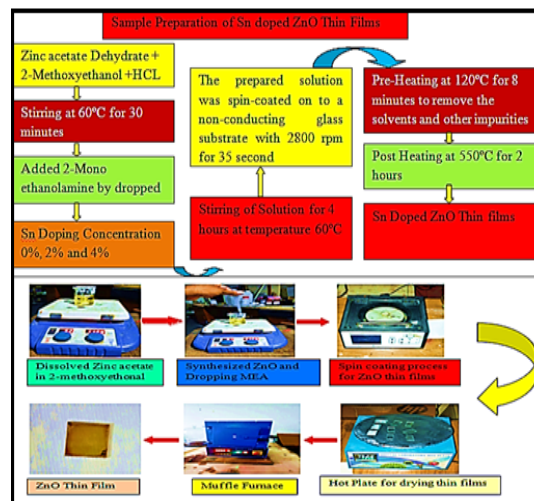 Sample Preparation of Sn doped ZnO Thin Films
Zinc acetate Dehydrate +
2-Methoxyethanol +HCL
Stirring at 60°C for 30
minutes
Added 2-Mono
ethanolamine by dropped
Sn Doping Concentration
0%, 2% and 4%
The prepared solution
was spin-coated on to a
non-conducting glass
substrate with 2800 rpm
for 35 second
Stirring of Solution for 4
hours at temperature 60°C
Pre-Heating at 120°C for 8
minutes to remove the
solvents and other impurities
Post Heating at 550°C for 2
hours
Sn Doped ZnO Thin films
Dissolved Zinc acetate
in 2-methoxyethonal
Synthesized ZnO and
Dropping MEA
Spin coating process
for ZnO thin films
ZnO Thin Film
Muffle Furnace
Hot Plate for drying thin films